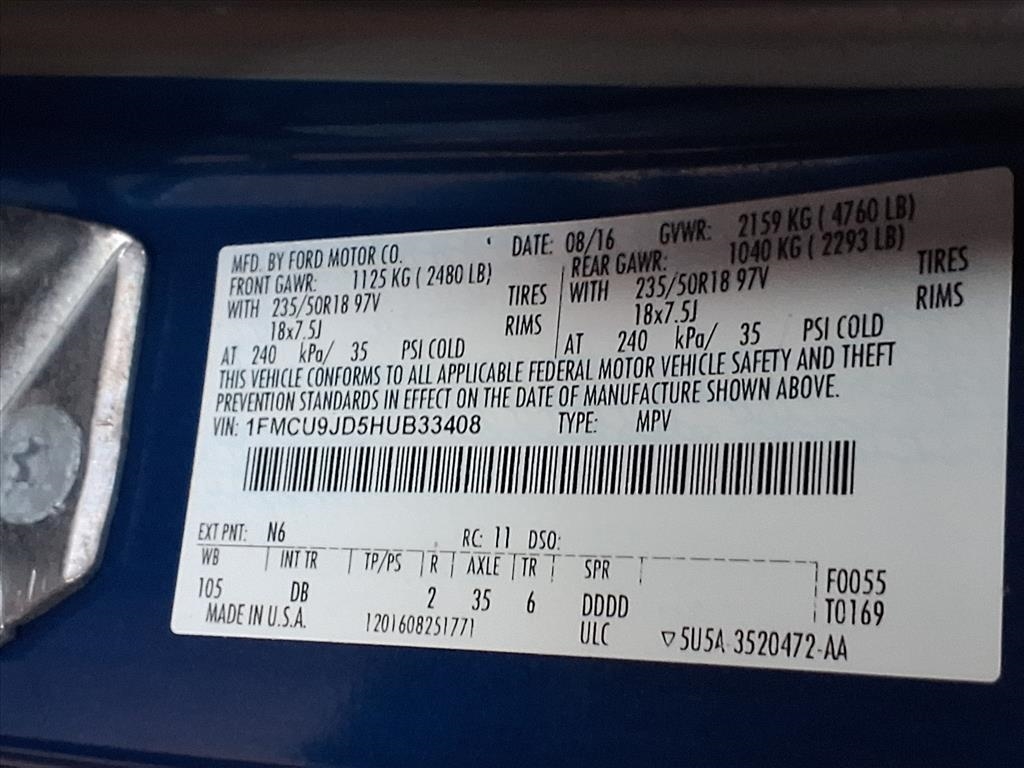 MFD. BY FORD MOTOR CO. DATE: 08/16 GVWR: 2159 KG ( 4760 LB)
FRONT GAWR: 1125 KG ( 2480 LB) REAR GAWR: 1040 KG ( 2293 LB)
WITH 235/50R18 97V TIRES WITH 235/50R18 97V TIRES
18x7.5J RIMS 18x7.5J RIMS
AT 240 kPa/ 35 PSI COLD AT 240 kPa/ 35 PSI COLD
THIS VEHICLE CONFORMS TO ALL APPLICABLE FEDERAL MOTOR VEHICLE SAFETY AND THEFT
PREVENTION STANDARDS IN EFFECT ON THE DATE OF MANUFACTURE SHOWN ABOVE.
VIN: 1FMCU9JD5HUB33408 TYPE: MPV
EXT PNT: N6 RC: 11 DSO:
WB INT TR TP/PS R AXLE TR SPR F0055
105 DB 2 35 6 DDDD T0169
MADE IN U.S.A. 1201608251771 ULC ▽5U5A-3520472-AA